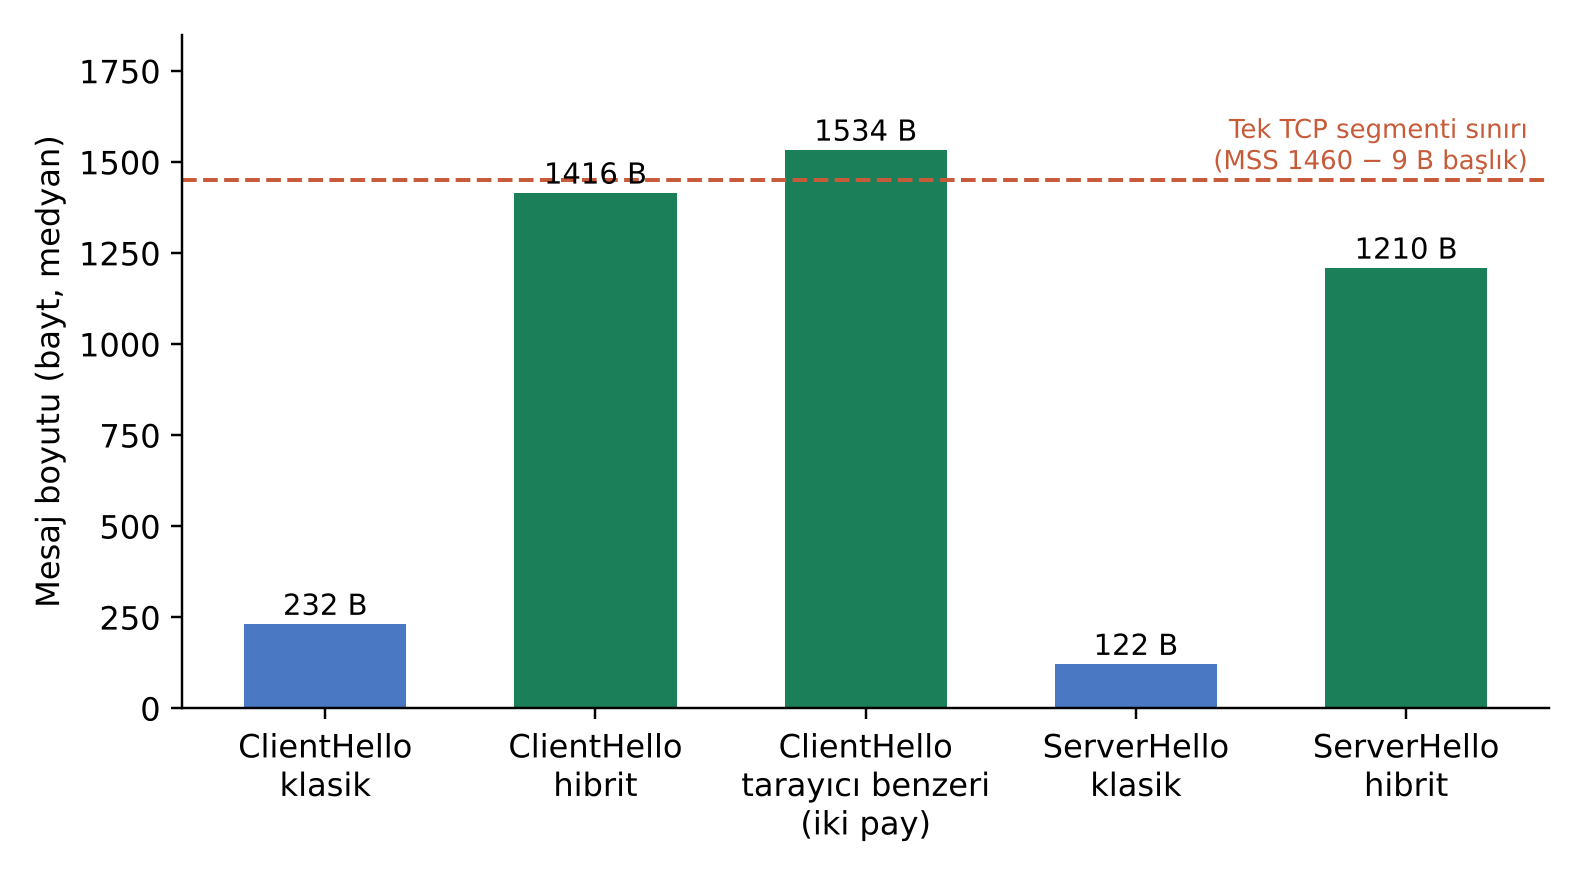 Mesaj boyutu (bayt, medyan)
1750
1500
1250
1000
750
500
250
0
232 B
1416 B
1534 B
122 B
1210 B
Tek TCP segmenti sınırı
(MSS 1460 − 9 B başlık)
ClientHello
klasik
ClientHello
hibrit
ClientHello
tarayıcı benzeri
(iki pay)
ServerHello
klasik
ServerHello
hibrit